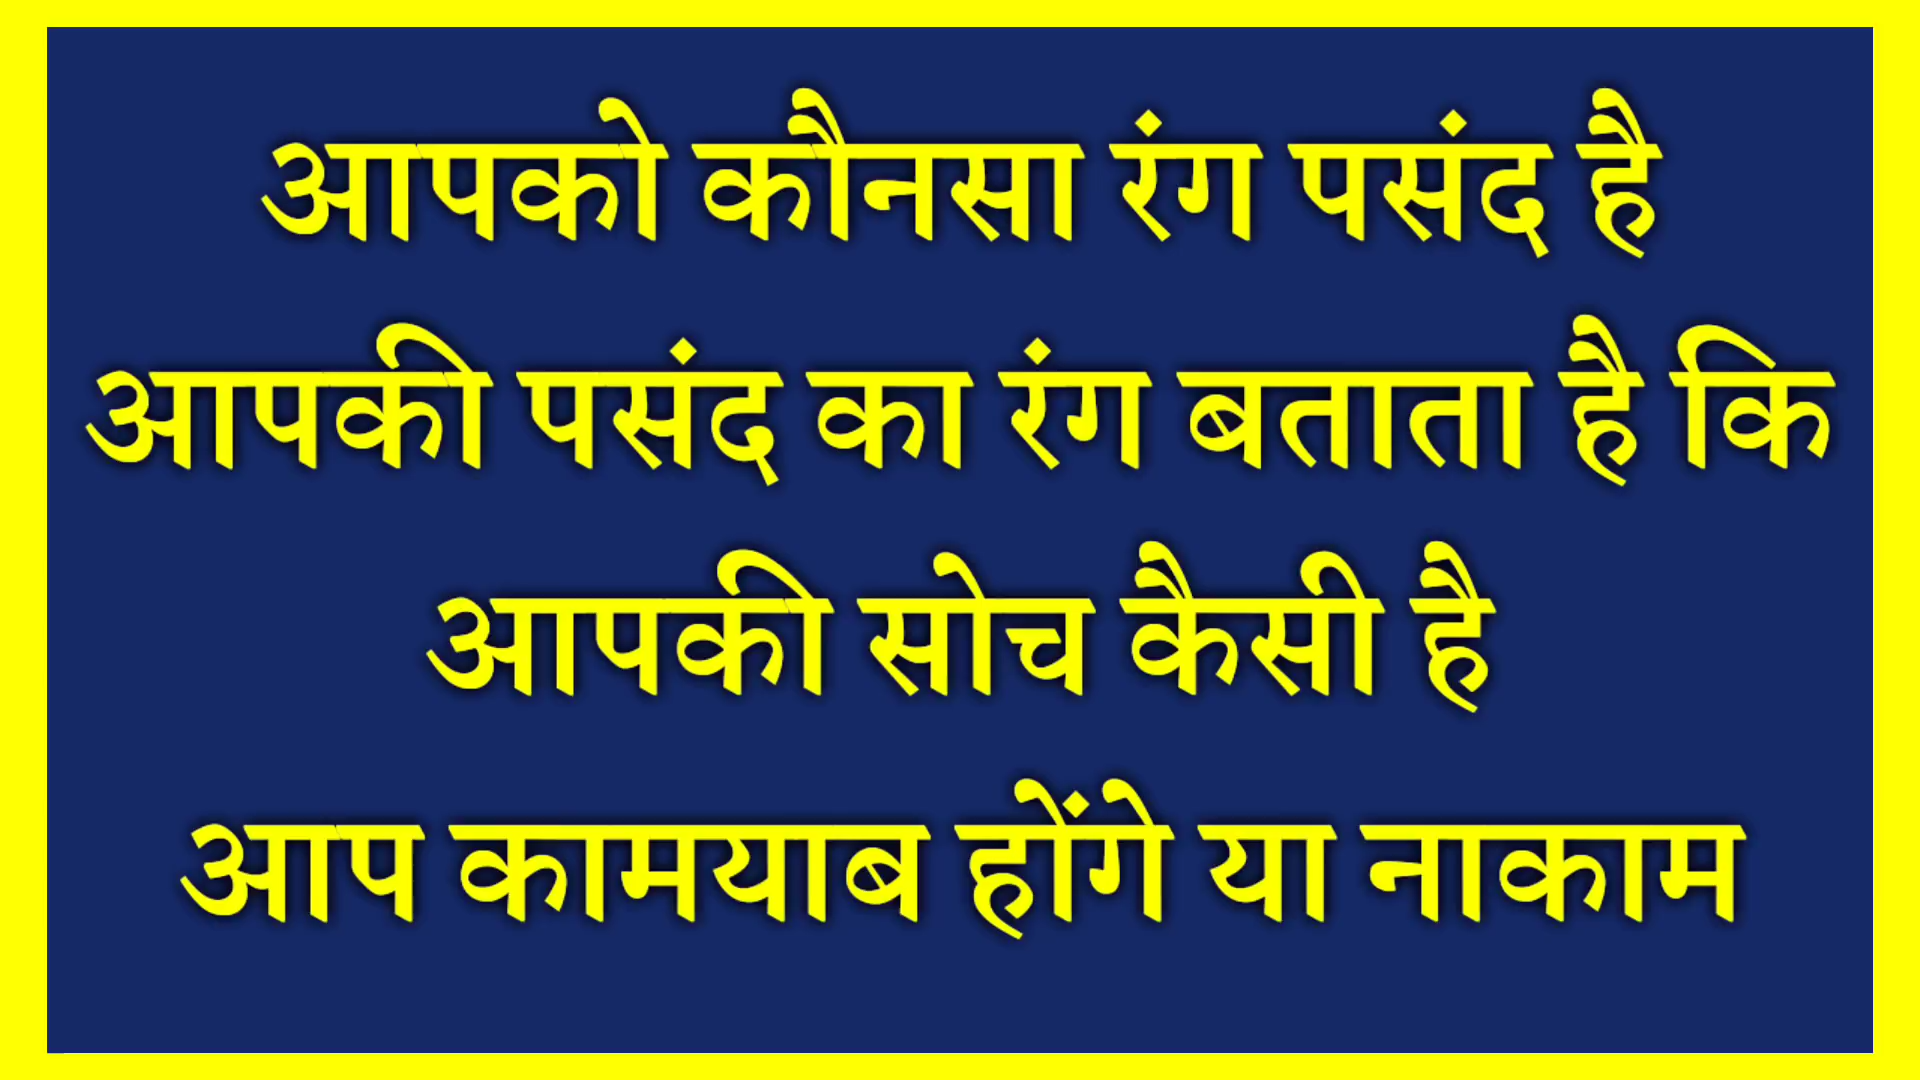 आपको कौनसा रंग पसंद है
आपकी पसंद का रंग बताता है कि
आपकी सोच कैसी है
आप कामयाब होंगे या नाकाम